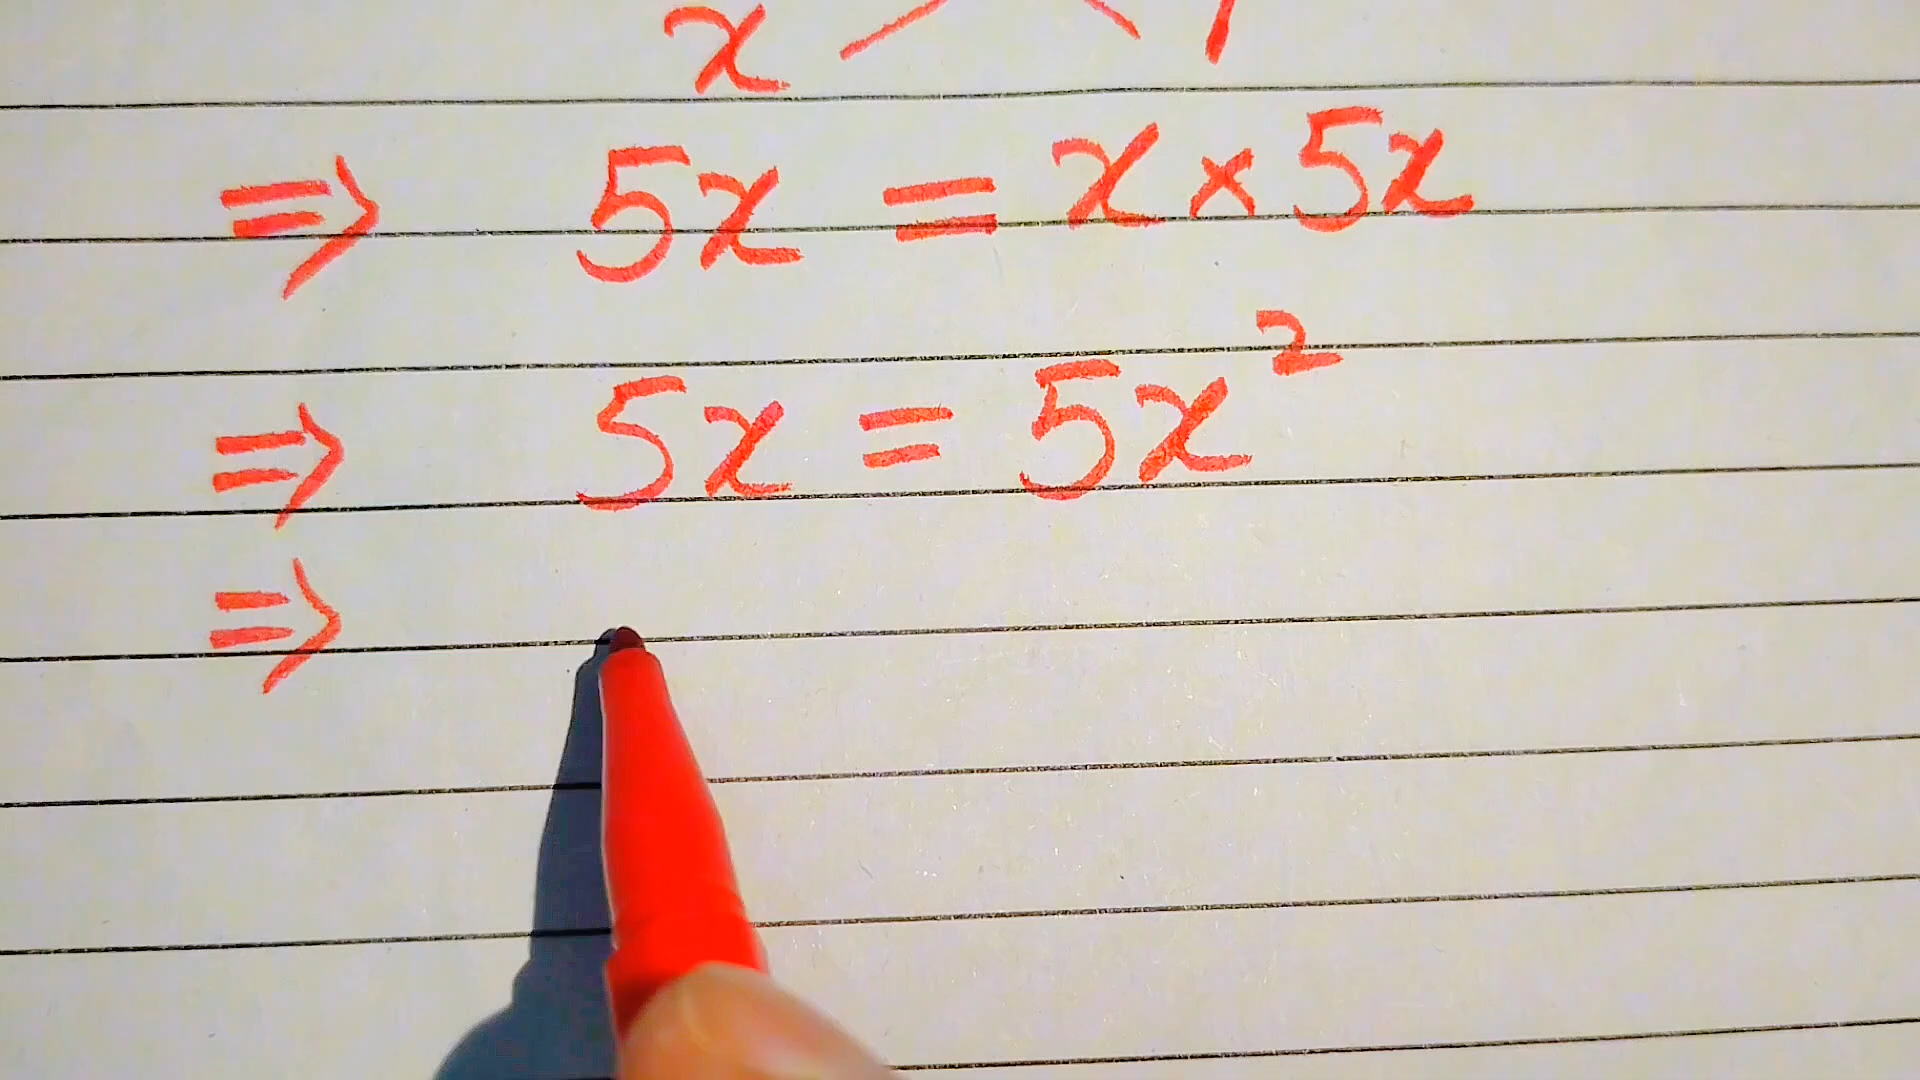 x
⇒ 5x = x × 5x
⇒ 5x = 5x²
⇒